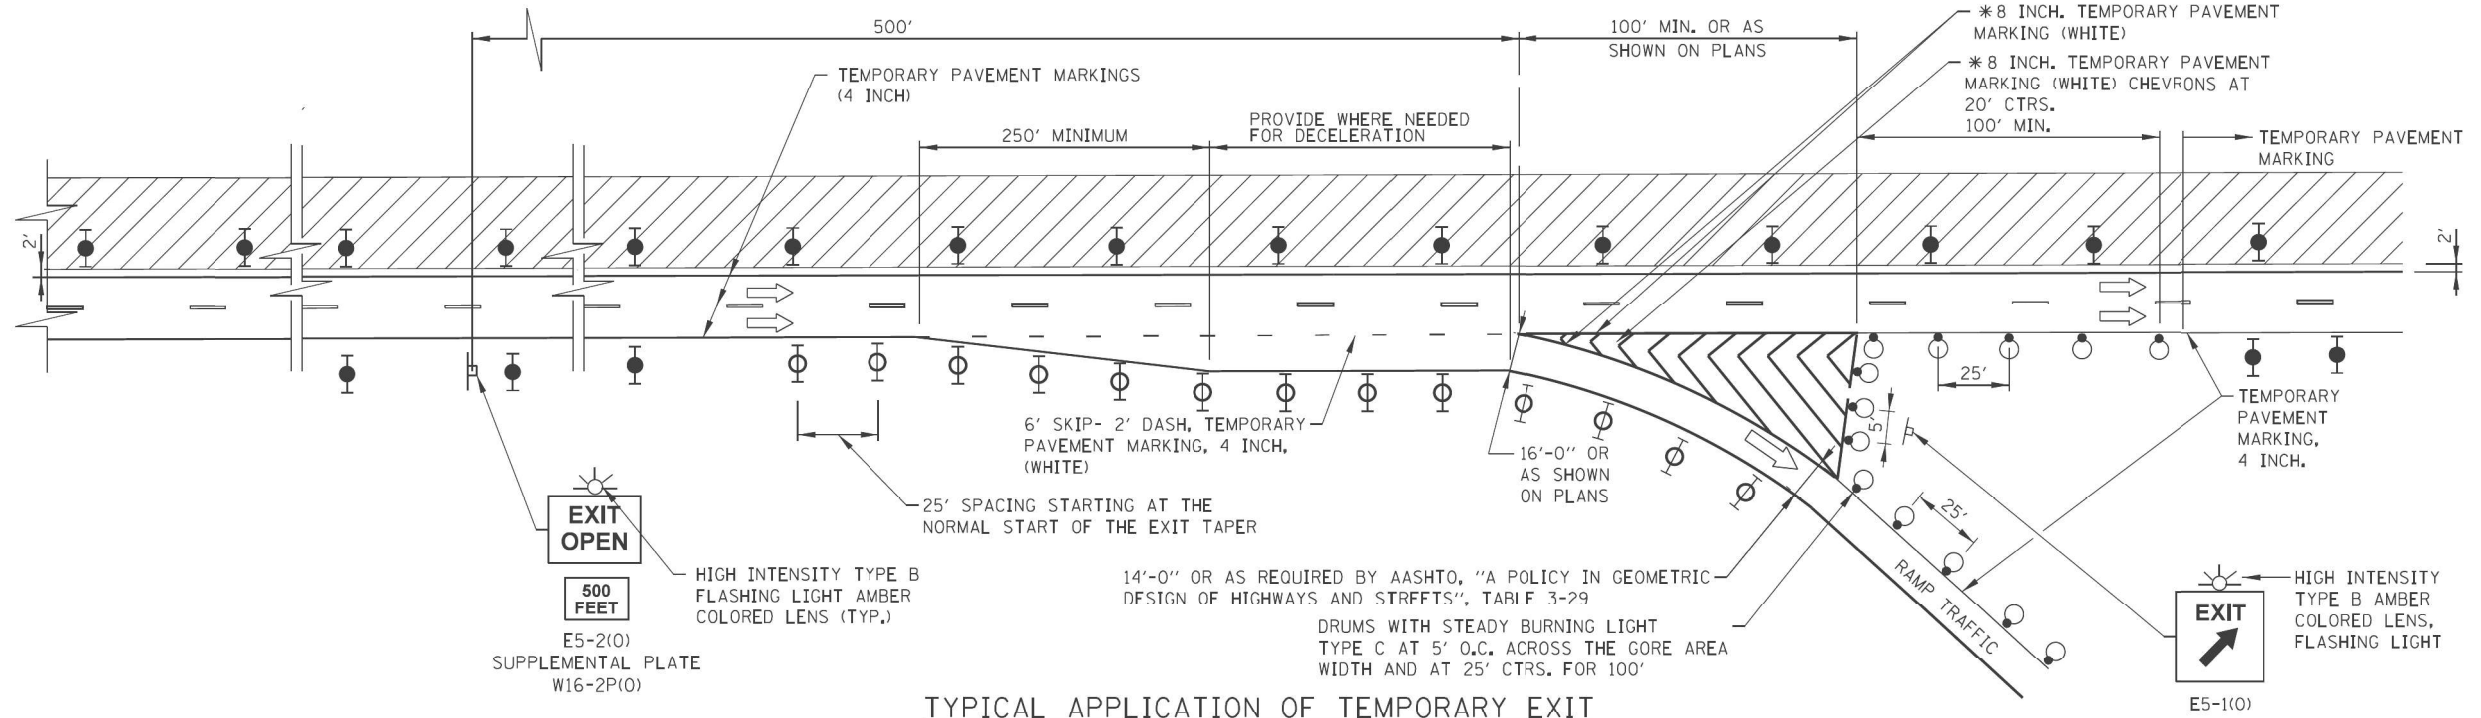 500'
100' MIN. OR AS
SHOWN ON PLANS
*8 INCH. TEMPORARY PAVEMENT
MARKING (WHITE)
*8 INCH. TEMPORARY PAVEMENT
MARKING (WHITE) CHEVRONS AT
20' CTRS.
100' MIN.
TEMPORARY PAVEMENT MARKINGS
(4 INCH)
250' MINIMUM
PROVIDE WHERE NEEDED
FOR DECELERATION
TEMPORARY PAVEMENT
MARKING
2'
2'
25'
5'
6' SKIP- 2' DASH, TEMPORARY
PAVEMENT MARKING, 4 INCH,
(WHITE)
16'-0" OR
AS SHOWN
ON PLANS
TEMPORARY
PAVEMENT
MARKING,
4 INCH.
25' SPACING STARTING AT THE
NORMAL START OF THE EXIT TAPER
25'
EXIT
OPEN
500
FEET
E5-2(O)
SUPPLEMENTAL PLATE
W16-2P(O)
HIGH INTENSITY TYPE B
FLASHING LIGHT AMBER
COLORED LENS (TYP.)
14'-0" OR AS REQUIRED BY AASHTO, "A POLICY IN GEOMETRIC
DESIGN OF HIGHWAYS AND STREETS", TABLE 3-29
DRUMS WITH STEADY BURNING LIGHT
TYPE C AT 5' O.C. ACROSS THE GORE AREA
WIDTH AND AT 25' CTRS. FOR 100'
RAMP TRAFFIC
HIGH INTENSITY
TYPE B AMBER
COLORED LENS,
FLASHING LIGHT
EXIT
E5-1(O)
TYPICAL APPLICATION OF TEMPORARY EXIT